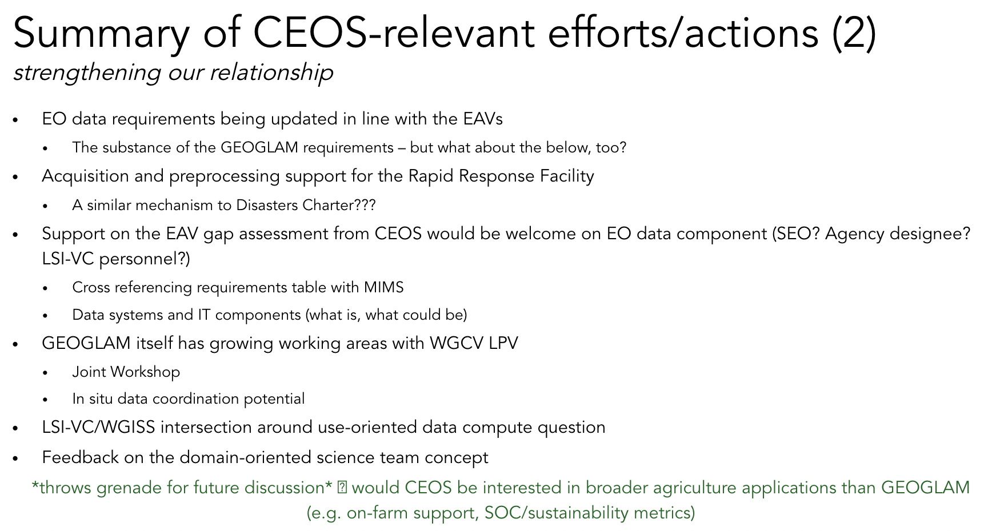 Summary of CEOS-relevant efforts/actions (2)
strengthening our relationship
• EO data requirements being updated in line with the EAVs
• The substance of the GEOGLAM requirements – but what about the below, too?
• Acquisition and preprocessing support for the Rapid Response Facility
• A similar mechanism to Disasters Charter???
• Support on the EAV gap assessment from CEOS would be welcome on EO data component (SEO? Agency designee?
LSI-VC personnel?)
• Cross referencing requirements table with MIMS
• Data systems and IT components (what is, what could be)
• GEOGLAM itself has growing working areas with WGCV LPV
• Joint Workshop
• In situ data coordination potential
• LSI-VC/WGISS intersection around use-oriented data compute question
• Feedback on the domain-oriented science team concept
*throws grenade for future discussion* 🯄 would CEOS be interested in broader agriculture applications than GEOGLAM
(e.g. on-farm support, SOC/sustainability metrics)